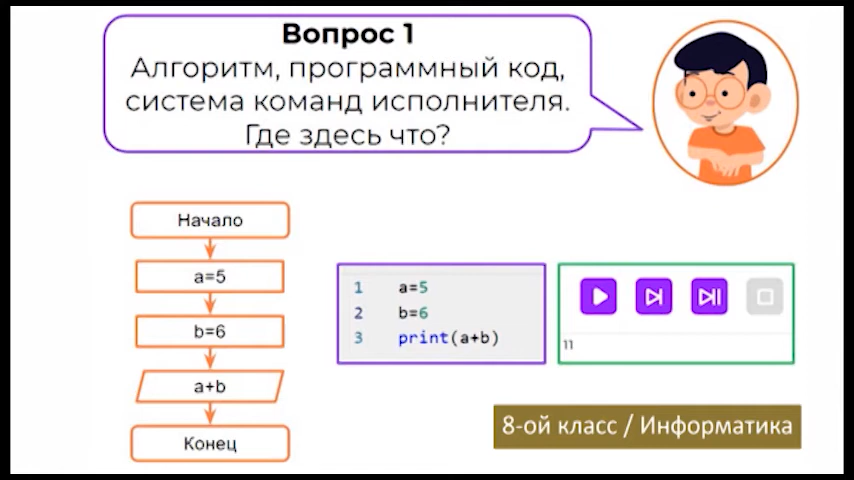 Вопрос 1
Алгоритм, программный код,
система команд исполнителя.
Где здесь что?
Начало
a=5
b=6
a+b
Конец
1 a=5
2 b=6
3 print(a+b)
11
8-ой класс / Информатика